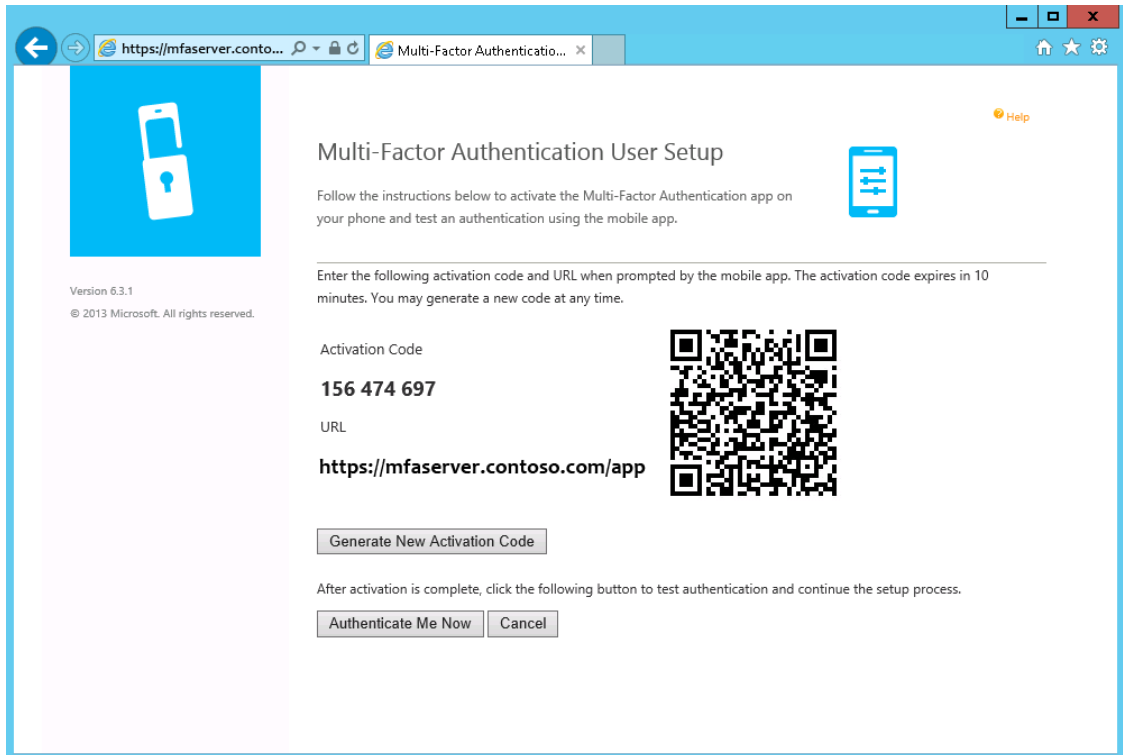 https://mfaserver.conto...
Multi-Factor Authenticatio...
Help
Multi-Factor Authentication User Setup
Follow the instructions below to activate the Multi-Factor Authentication app on
your phone and test an authentication using the mobile app.
Enter the following activation code and URL when prompted by the mobile app. The activation code expires in 10
minutes. You may generate a new code at any time.
Version 6.3.1
© 2013 Microsoft. All rights reserved.
Activation Code
156 474 697
URL
https://mfaserver.contoso.com/app
Generate New Activation Code
After activation is complete, click the following button to test authentication and continue the setup process.
Authenticate Me Now
Cancel